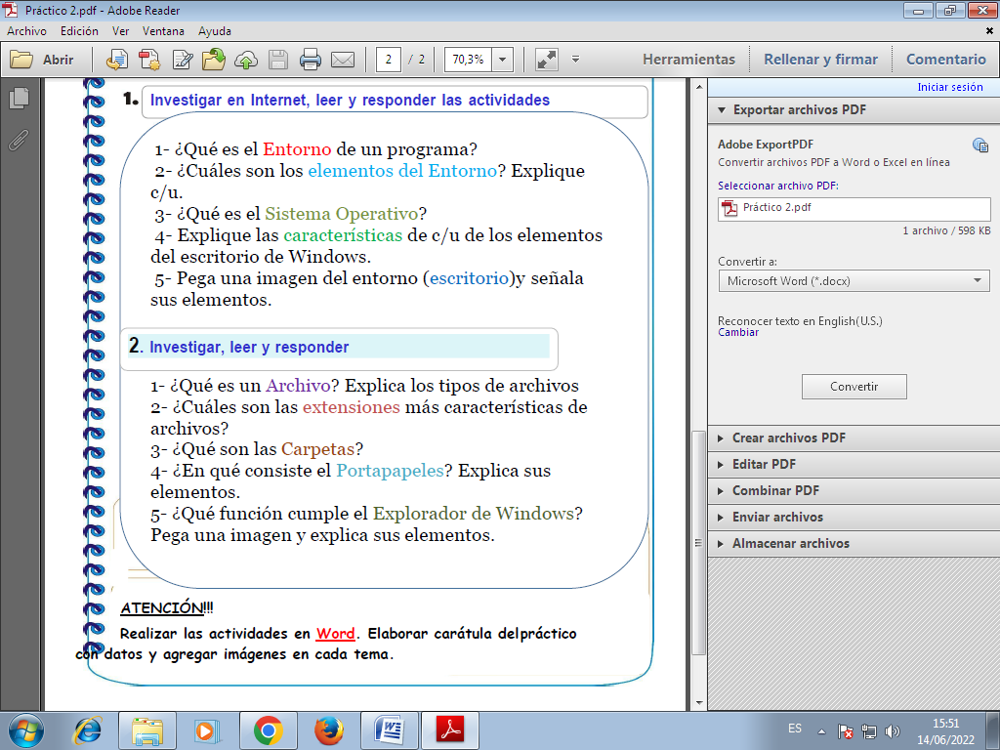 Práctico 2.pdf - Adobe Reader
Archivo Edición Ver Ventana Ayuda
Abrir 2 / 2 70,3% Herramientas Rellenar y firmar Comentario
Iniciar sesión
Exportar archivos PDF
Adobe ExportPDF
Convertir archivos PDF a Word o Excel en línea
Seleccionar archivo PDF:
Práctico 2.pdf
1 archivo / 598 KB
Convertir a:
Microsoft Word (*.docx)
Reconocer texto en English(U.S.)
Cambiar
Convertir
Crear archivos PDF
Editar PDF
Combinar PDF
Enviar archivos
Almacenar archivos
1. Investigar en Internet, leer y responder las actividades
1- ¿Qué es el Entorno de un programa?
2- ¿Cuáles son los elementos del Entorno? Explique
c/u.
3- ¿Qué es el Sistema Operativo?
4- Explique las características de c/u de los elementos
del escritorio de Windows.
5- Pega una imagen del entorno (escritorio)y señala
sus elementos.
2. Investigar, leer y responder
1- ¿Qué es un Archivo? Explica los tipos de archivos
2- ¿Cuáles son las extensiones más características de
archivos?
3- ¿Qué son las Carpetas?
4- ¿En qué consiste el Portapapeles? Explica sus
elementos.
5- ¿Qué función cumple el Explorador de Windows?
Pega una imagen y explica sus elementos.
ATENCIÓN!!!
Realizar las actividades en Word. Elaborar carátula delpráctico
con datos y agregar imágenes en cada tema.
ES
15:51
14/06/2022